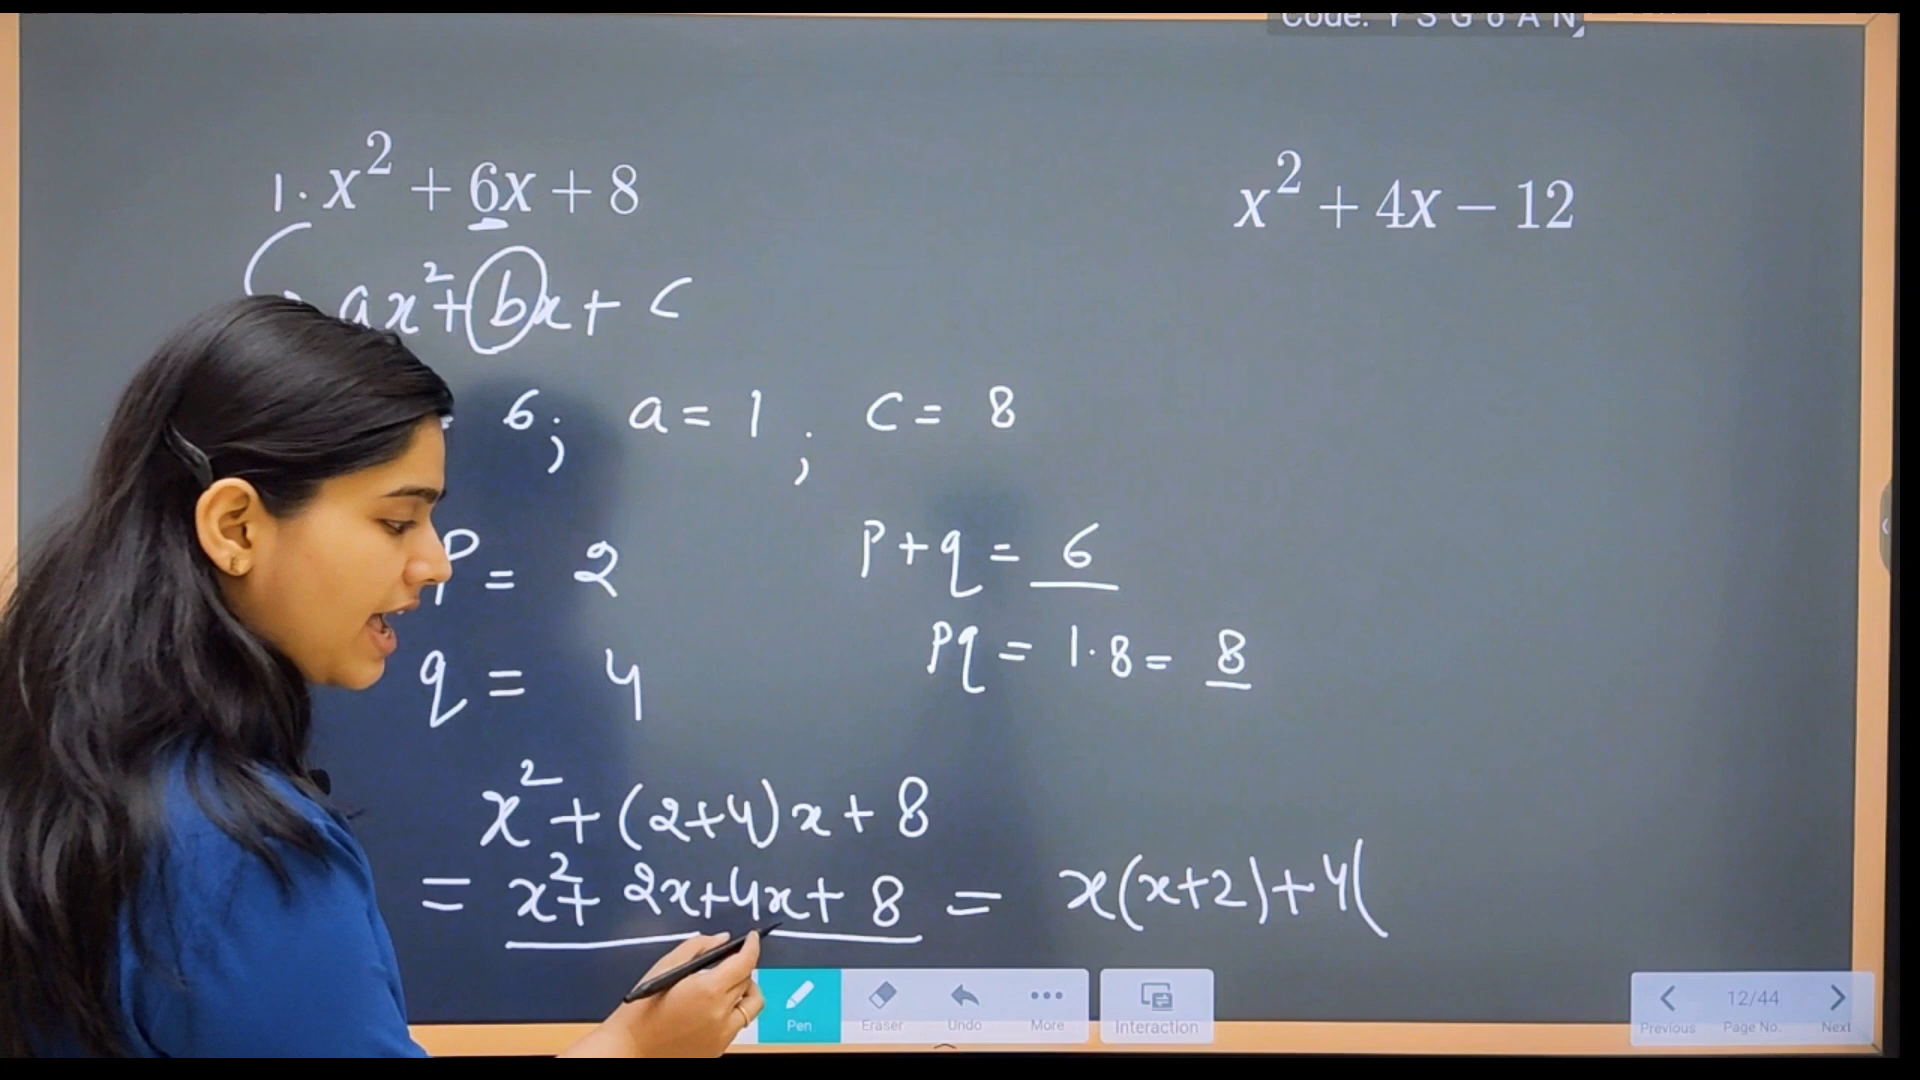 Code: Y S G 6 A N
1. x² + 6x + 8
x² + 4x − 12
ax² + bx + c
= 6; a = 1 ; c = 8
P = 2
P + q = 6
q = 4
Pq = 1·8 = 8
x² + (2+4)x + 8
= x² + 2x + 4x + 8 = x(x+2) + 4(
Pen
Eraser
Undo
More
Interaction
Previous
12/44
Page No.
Next